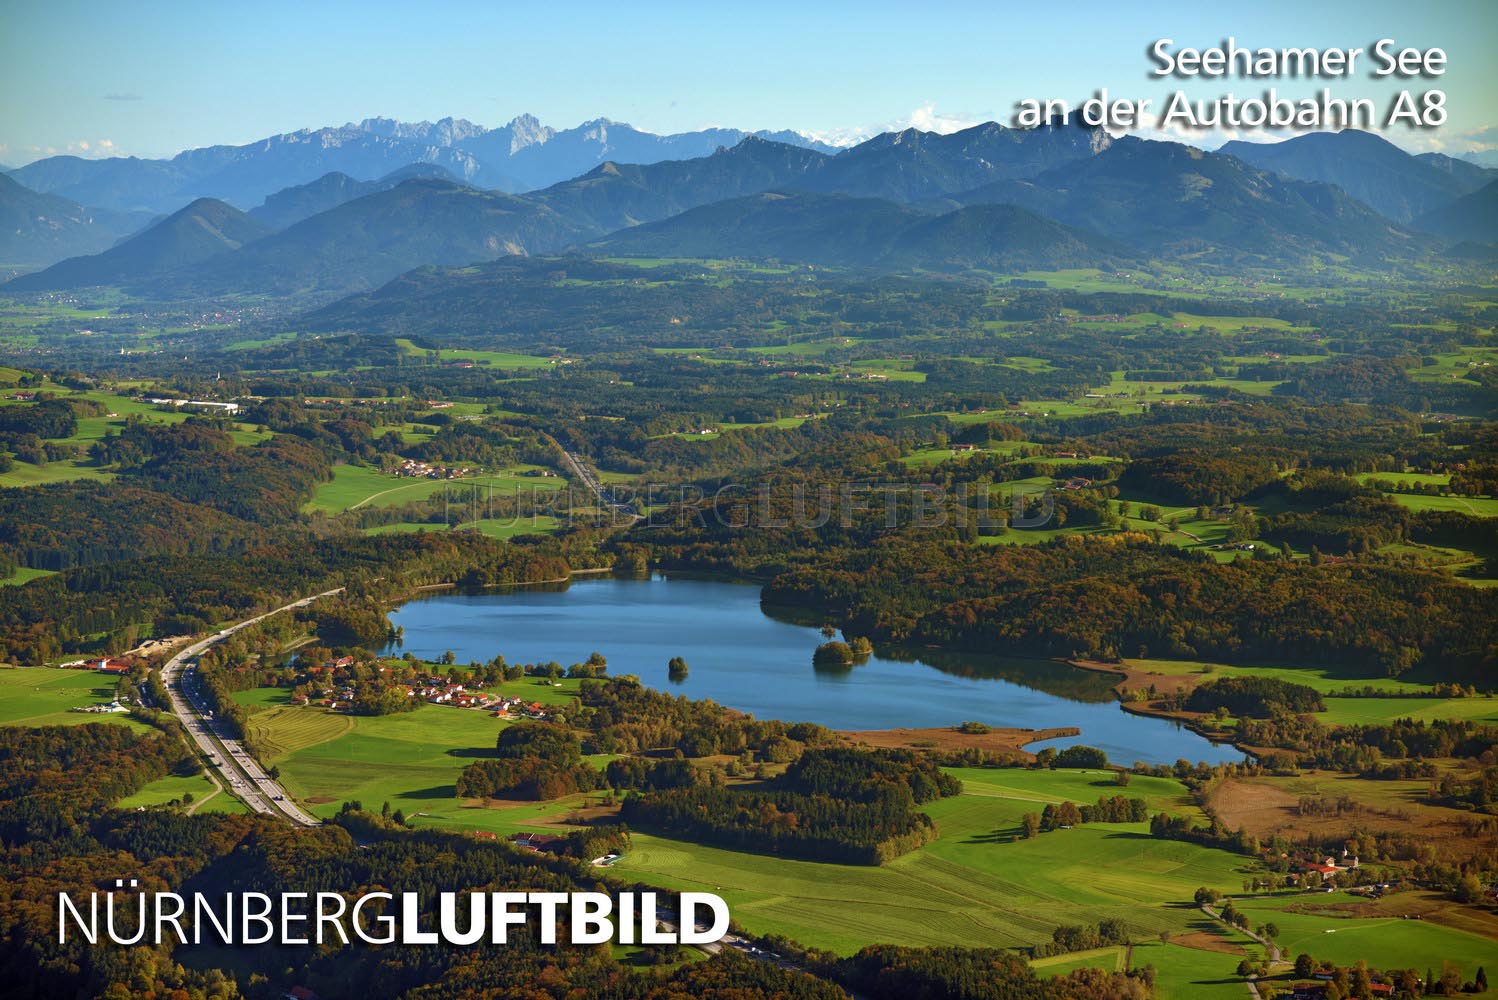 Seehamer See
an der Autobahn A8
NÜRNBERGLUFTBILD
NÜRNBERGLUFTBILD